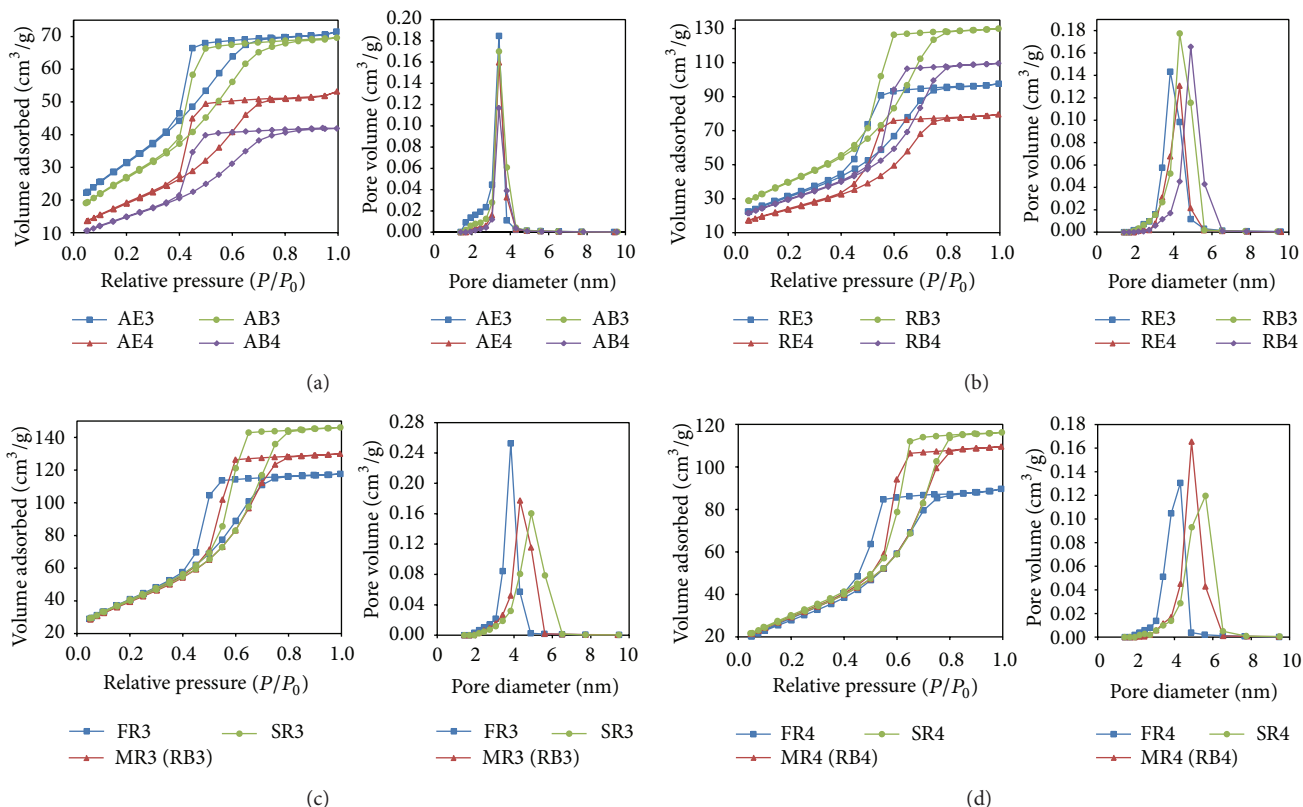 Volume adsorbed (cm³/g)
70
60
50
40
30
20
10
0.0 0.2 0.4 0.6 0.8 1.0
Relative pressure (P/P₀)
AE3 AB3
AE4 AB4
Pore volume (cm³/g)
0.20
0.18
0.16
0.14
0.12
0.10
0.08
0.06
0.04
0.02
0.00
0 2 4 6 8 10
Pore diameter (nm)
AE3 AB3
AE4 AB4
(a)
Volume adsorbed (cm³/g)
130
110
90
70
50
30
10
0.0 0.2 0.4 0.6 0.8 1.0
Relative pressure (P/P₀)
RE3 RB3
RE4 RB4
Pore volume (cm³/g)
0.18
0.16
0.14
0.12
0.10
0.08
0.06
0.04
0.02
0.00
0 2 4 6 8 10
Pore diameter (nm)
RE3 RB3
RE4 RB4
(b)
Volume adsorbed (cm³/g)
140
120
100
80
60
40
20
0.0 0.2 0.4 0.6 0.8 1.0
Relative pressure (P/P₀)
FR3 SR3
MR3 (RB3)
Pore volume (cm³/g)
0.28
0.24
0.20
0.16
0.12
0.08
0.04
0.00
0 2 4 6 8 10
Pore diameter (nm)
FR3 SR3
MR3 (RB3)
(c)
Volume adsorbed (cm³/g)
120
100
80
60
40
20
0.0 0.2 0.4 0.6 0.8 1.0
Relative pressure (P/P₀)
FR4 SR4
MR4 (RB4)
Pore volume (cm³/g)
0.18
0.16
0.14
0.12
0.10
0.08
0.06
0.04
0.02
0.00
0 2 4 6 8 10
Pore diameter (nm)
FR4 SR4
MR4 (RB4)
(d)